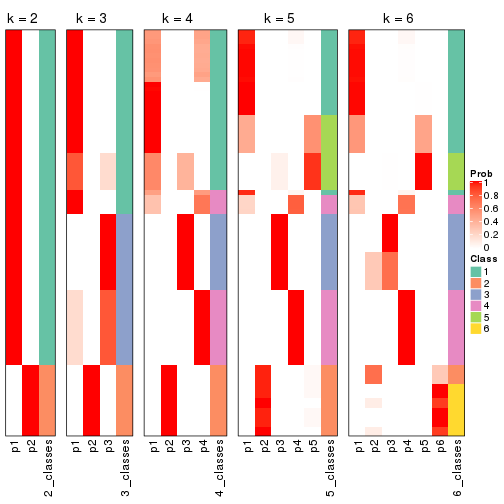 k = 2
k = 3
k = 4
k = 5
k = 6
Prob
1
0.8
0.6
0.4
0.2
0
Class
1
2
3
4
5
6
p1
p2
2_classes
p1
p2
p3
3_classes
p1
p2
p3
p4
4_classes
p1
p2
p3
p4
p5
5_classes
p1
p2
p3
p4
p5
p6
6_classes